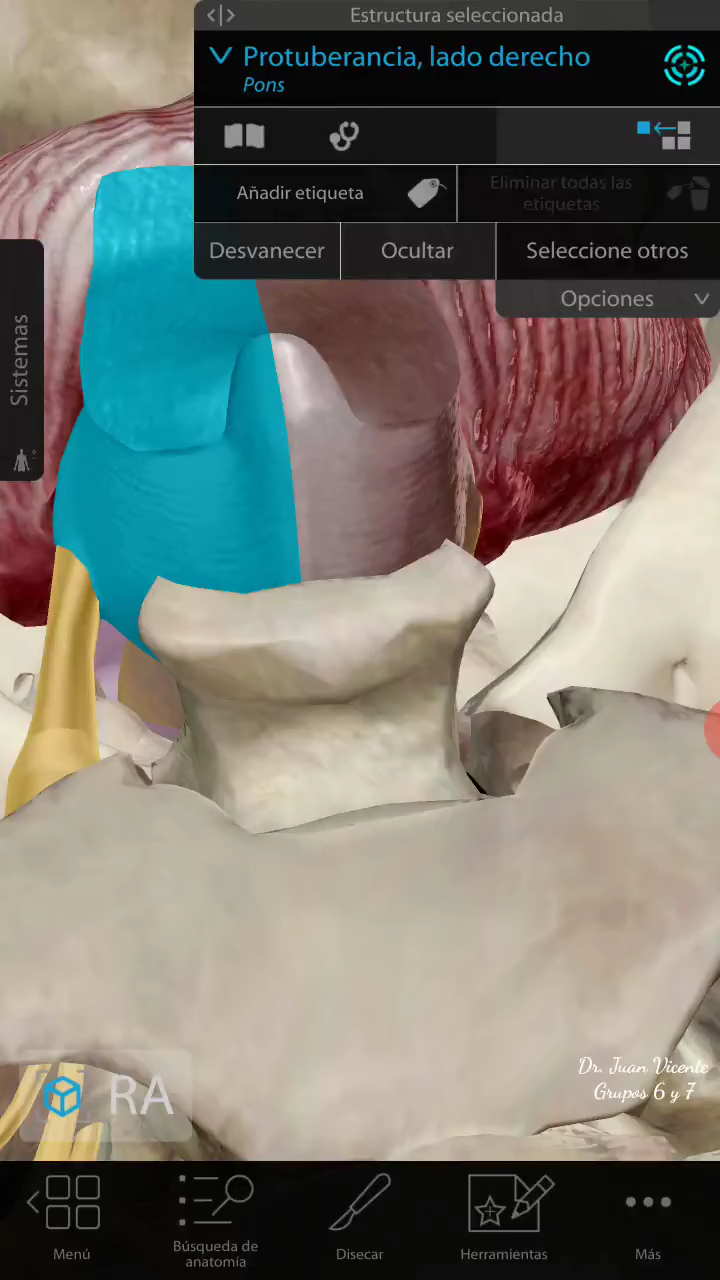 Estructura seleccionada
Protuberancia, lado derecho
Pons
Añadir etiqueta
Eliminar todas las
etiquetas
Desvanecer
Ocultar
Seleccione otros
Opciones
Sistemas
Dr. Juan Vicente
Grupos 6 y 7
RA
Menú
Búsqueda de
anatomía
Disecar
Herramientas
Más